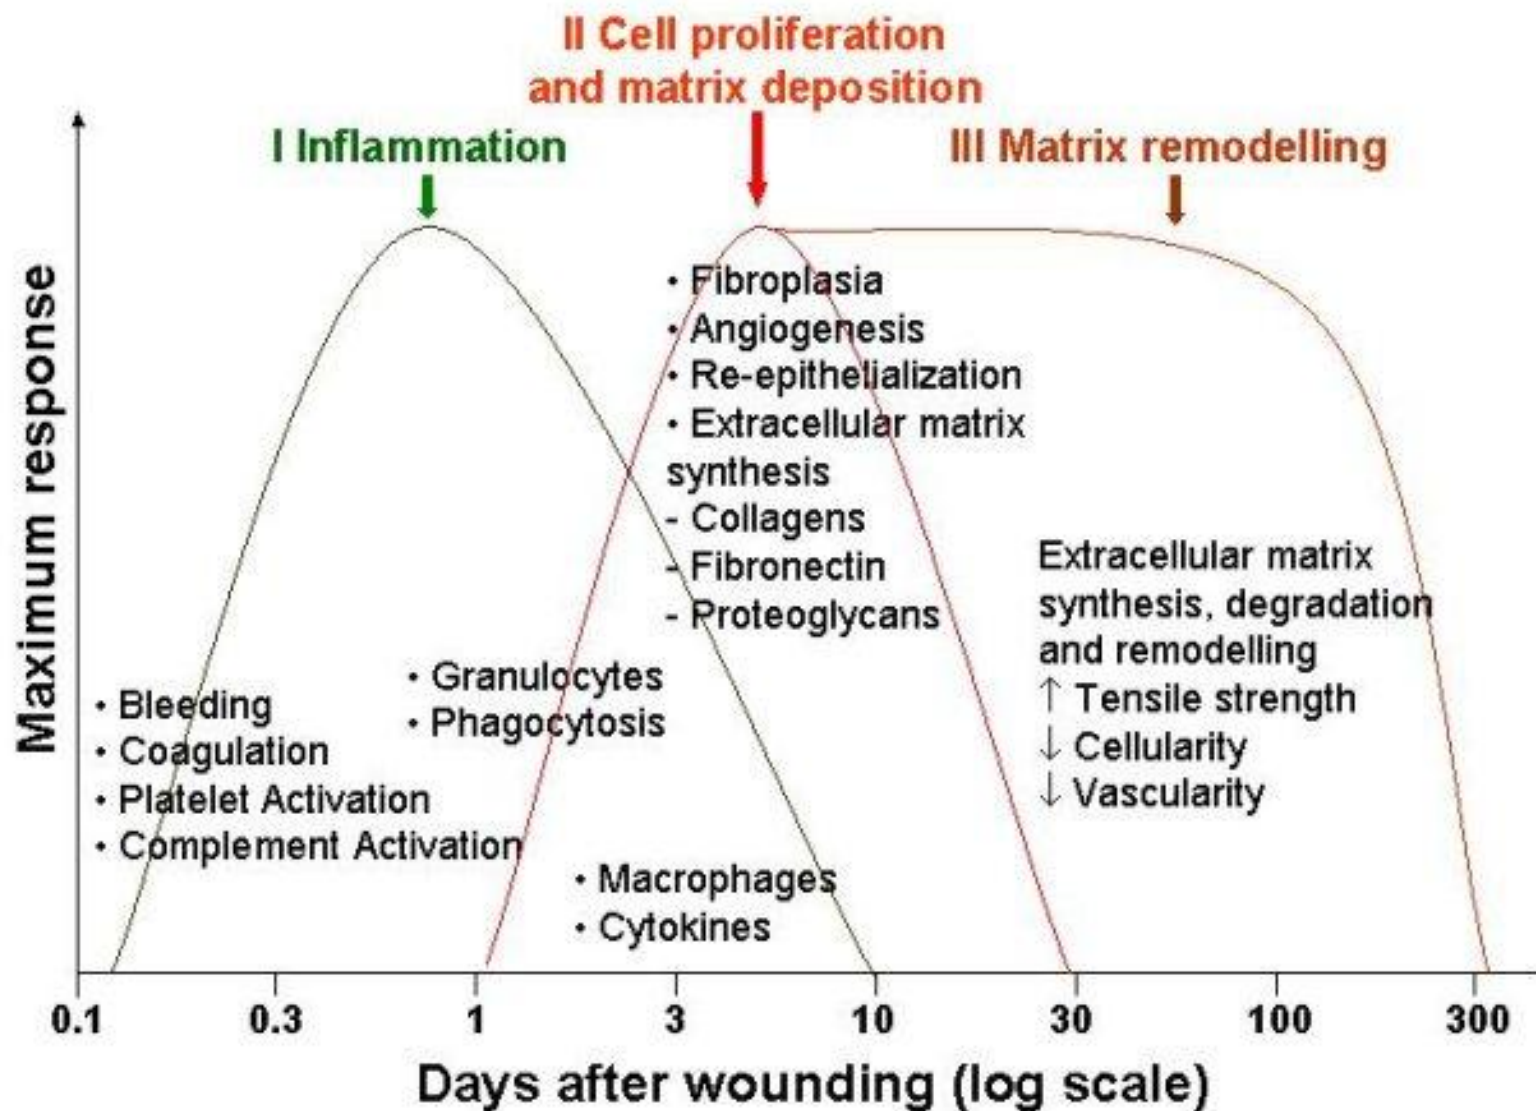 II Cell proliferation
and matrix deposition
I Inflammation
III Matrix remodelling
Maximum response
• Fibroplasia
• Angiogenesis
• Re-epithelialization
• Extracellular matrix
synthesis
- Collagens
- Fibronectin
- Proteoglycans
• Granulocytes
• Phagocytosis
• Bleeding
• Coagulation
• Platelet Activation
• Complement Activation
• Macrophages
• Cytokines
Extracellular matrix
synthesis, degradation
and remodelling
↑ Tensile strength
↓ Cellularity
↓ Vascularity
0.1 0.3 1 3 10 30 100 300
Days after wounding (log scale)